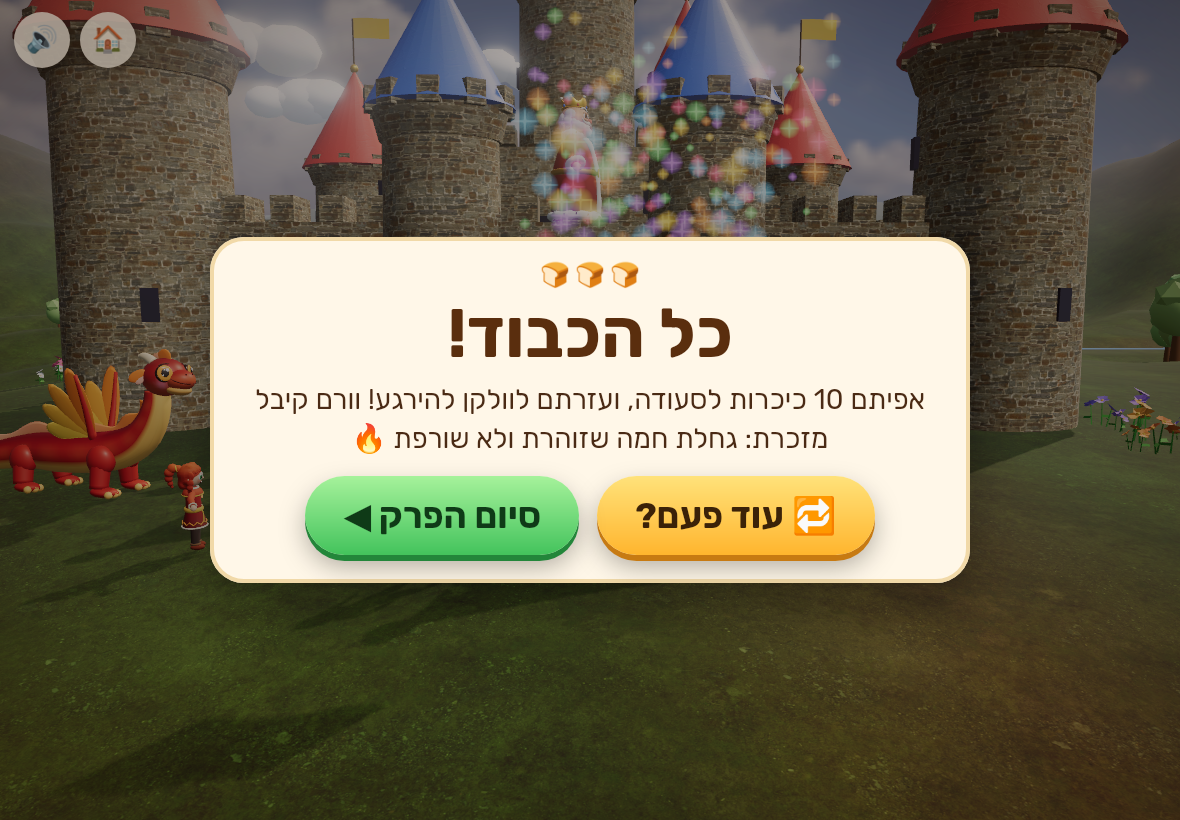 כל הכבוד!
אפיתם 10 כיכרות לסעודה, ועזרתם לוולקן להירגע! וורם קיבל
מזכרת: גחלת חמה שזוהרת ולא שורפת 🔥
🔁 עוד פעם?
סיום הפרק ◀